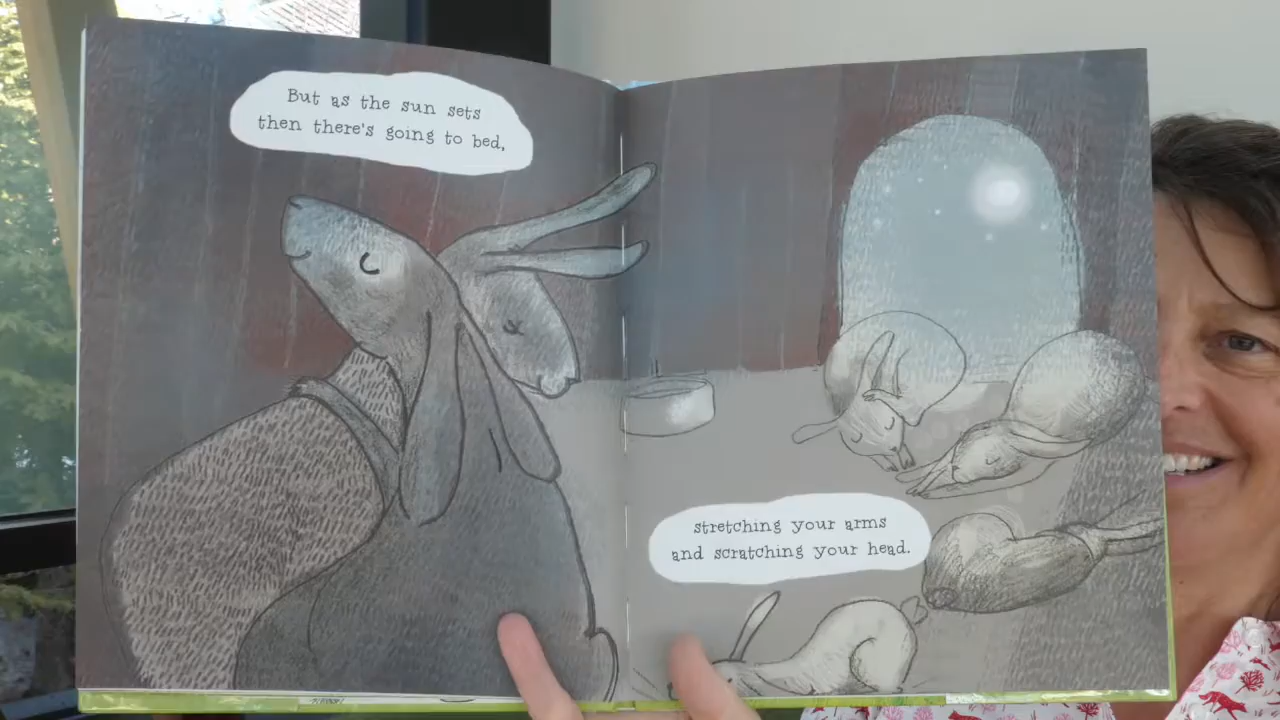 But as the sun sets
then there's going to bed,
stretching your arms
and scratching your head.